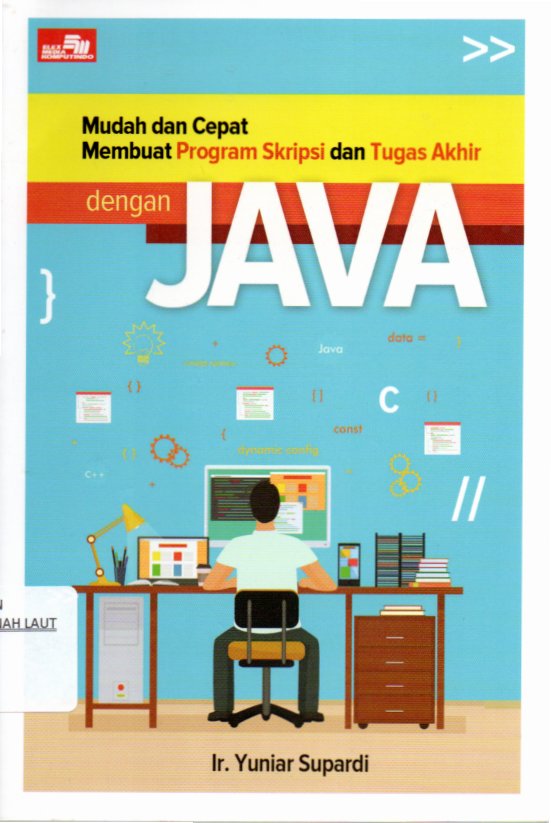 ELEX
MEDIA
KOMPUTINDO
>>
Mudah dan Cepat
Membuat Program Skripsi dan Tugas Akhir
dengan
JAVA
}
Java
data =
{ }
[ ]
C
{ }
const
{
dynamic config
{ }
C++
//
N
NAH LAUT
Ir. Yuniar Supardi